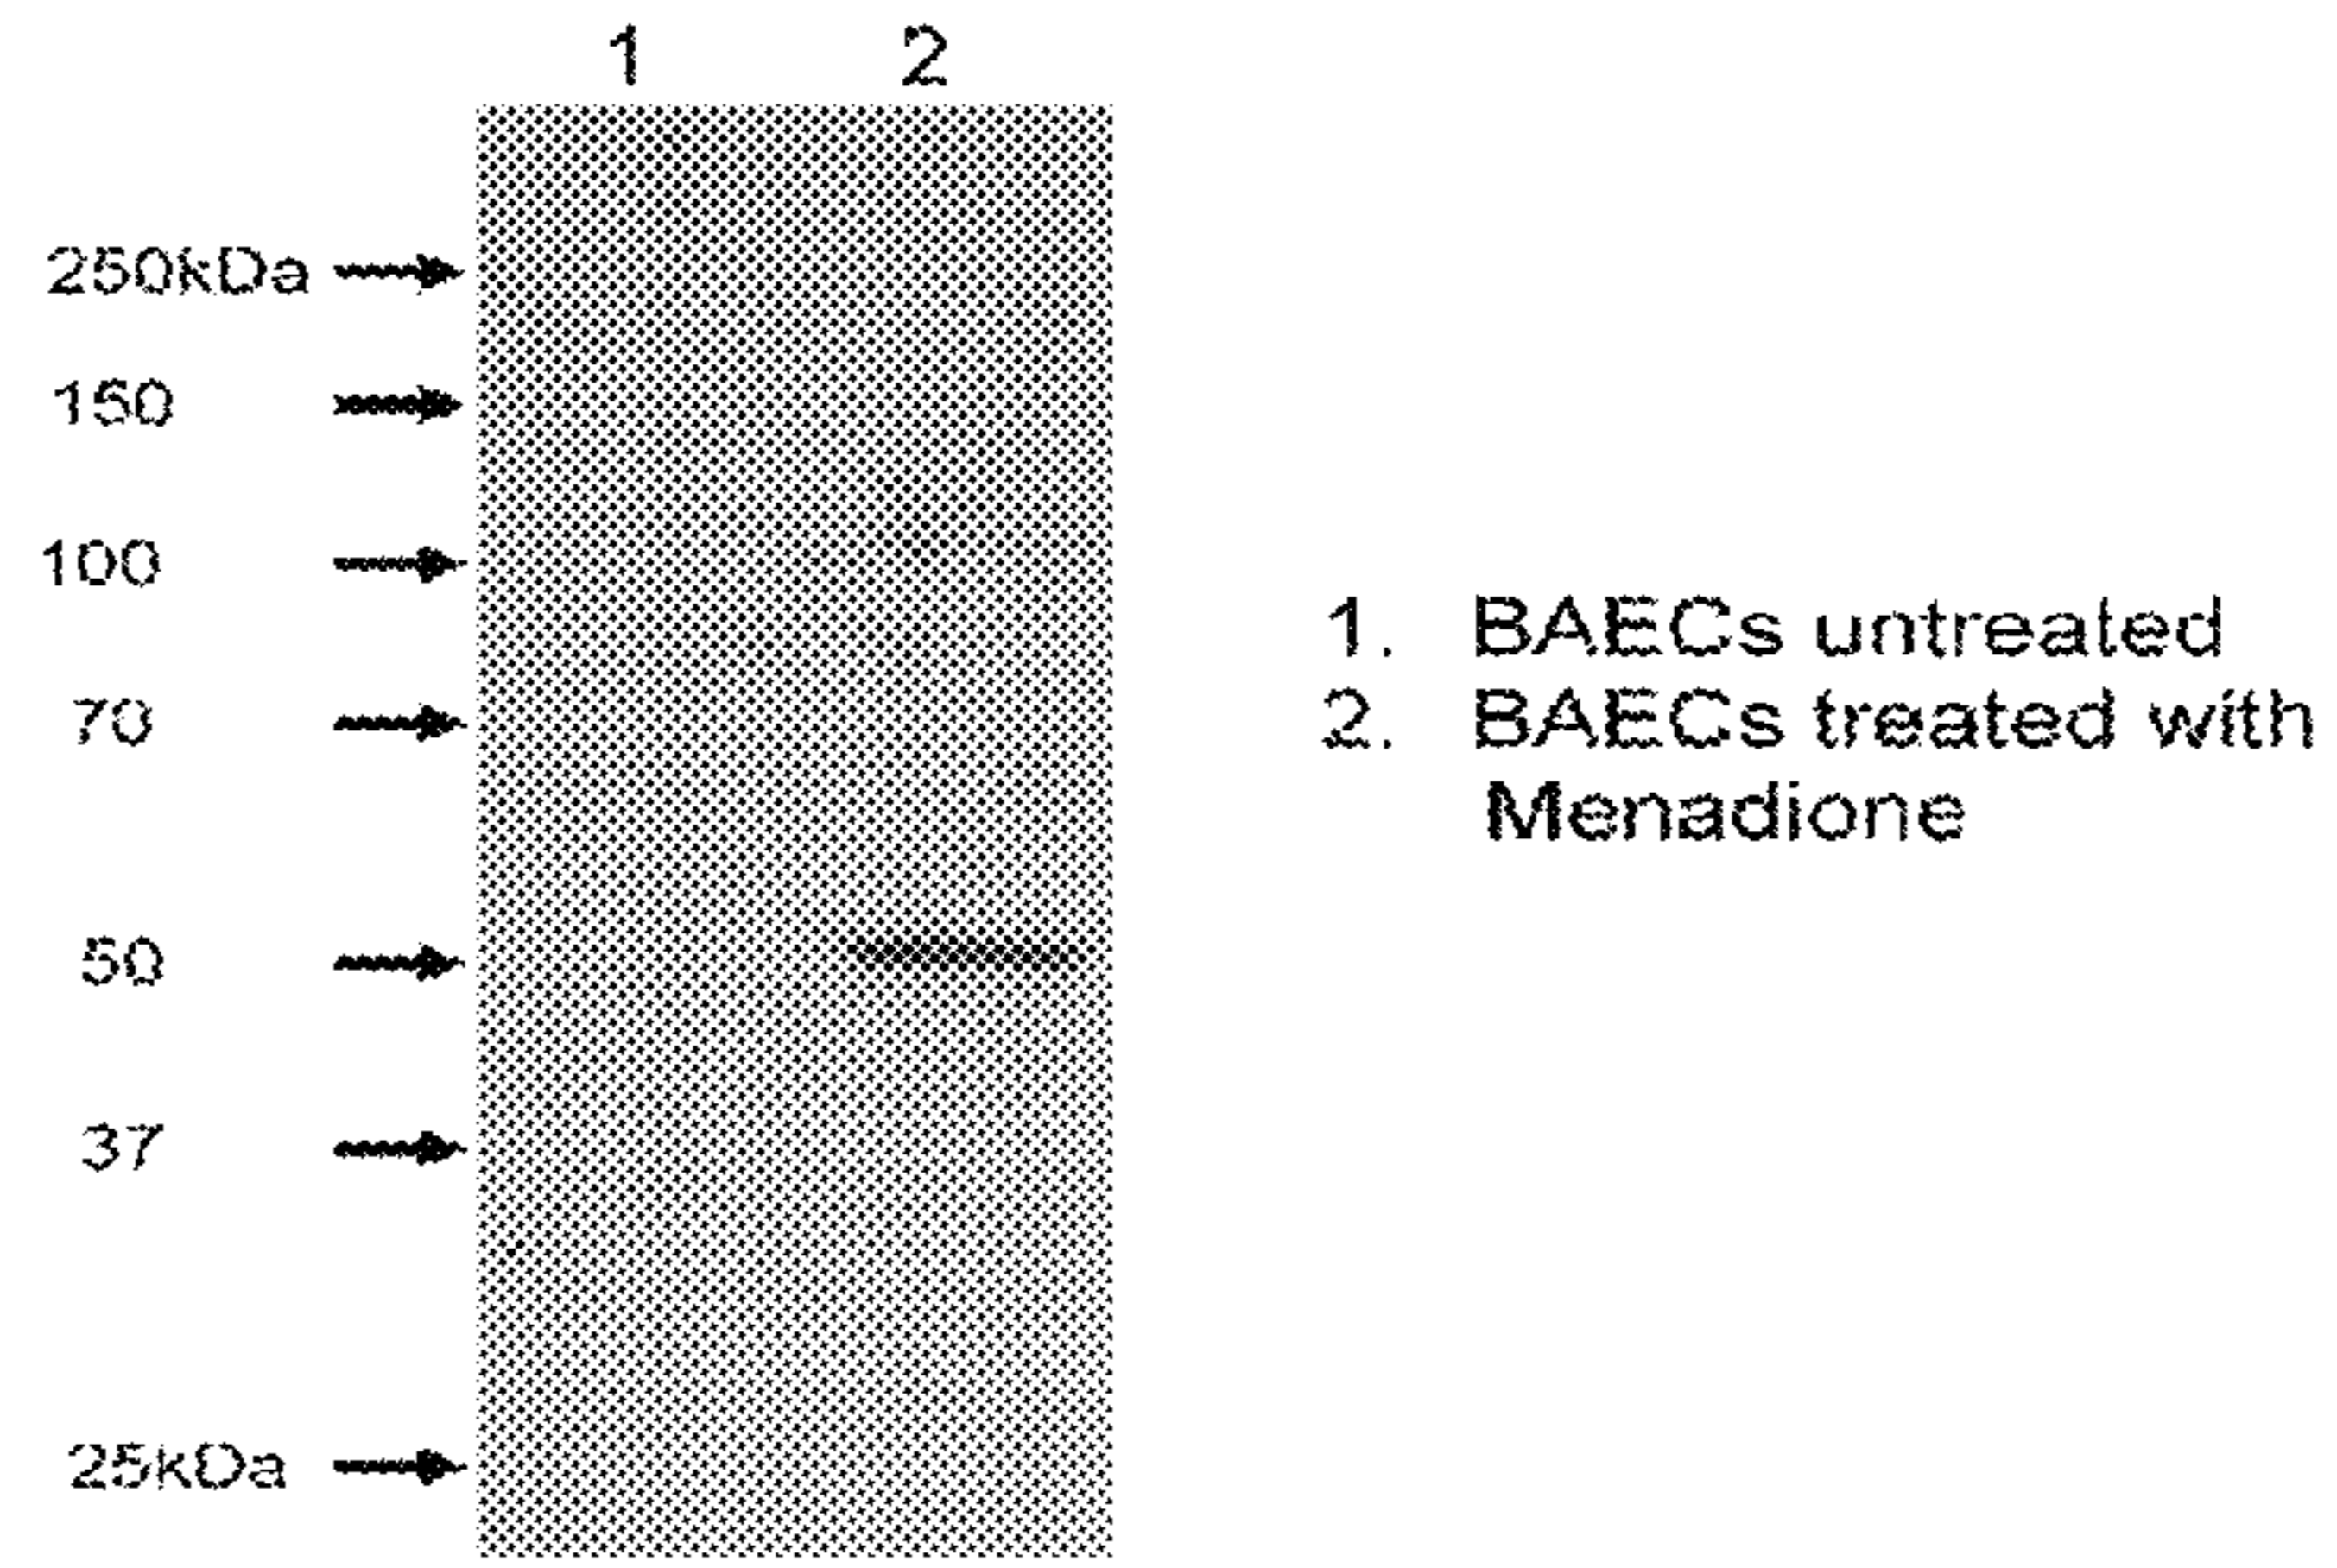 1 2
250kDa
150
100
70
50
37
25kDa
1. BAECs untreated
2. BAECs treated with
Menadione